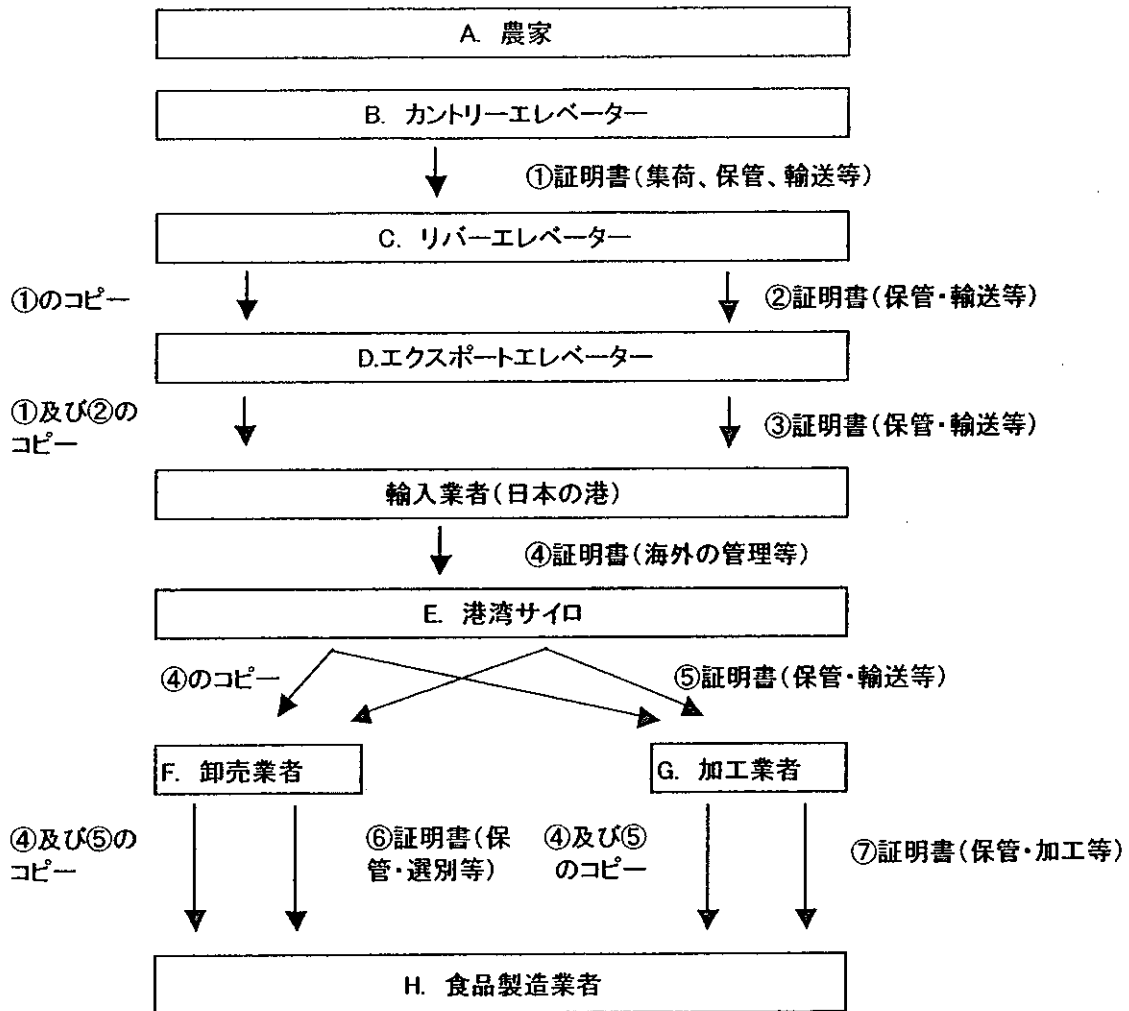 A. 農家
B. カントリーエレベーター
①証明書(集荷、保管、輸送等)
C. リバーエレベーター
①のコピー
②証明書(保管・輸送等)
D.エクスポートエレベーター
①及び②の
コピー
③証明書(保管・輸送等)
輸入業者(日本の港)
④証明書(海外の管理等)
E. 港湾サイロ
④のコピー
⑤証明書(保管・輸送等)
F. 卸売業者
G. 加工業者
④及び⑤の
コピー
⑥証明書(保
管・選別等)
④及び⑤
のコピー
⑦証明書(保管・加工等)
H. 食品製造業者